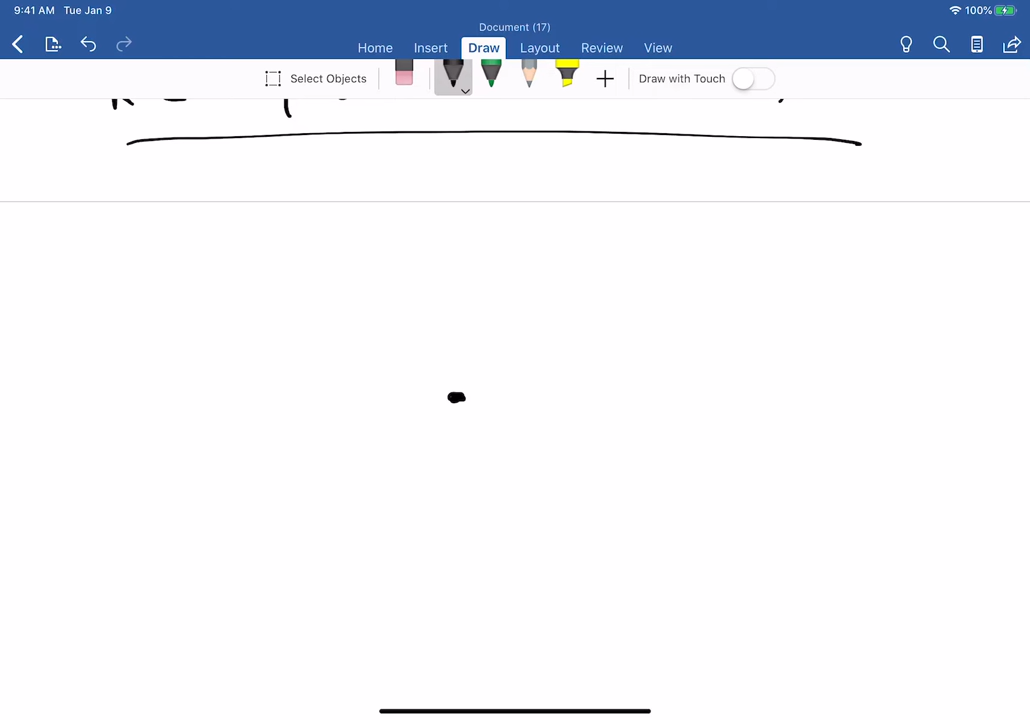 9:41 AM Tue Jan 9 100%
Document (17)
Home Insert Draw Layout Review View
Select Objects Draw with Touch